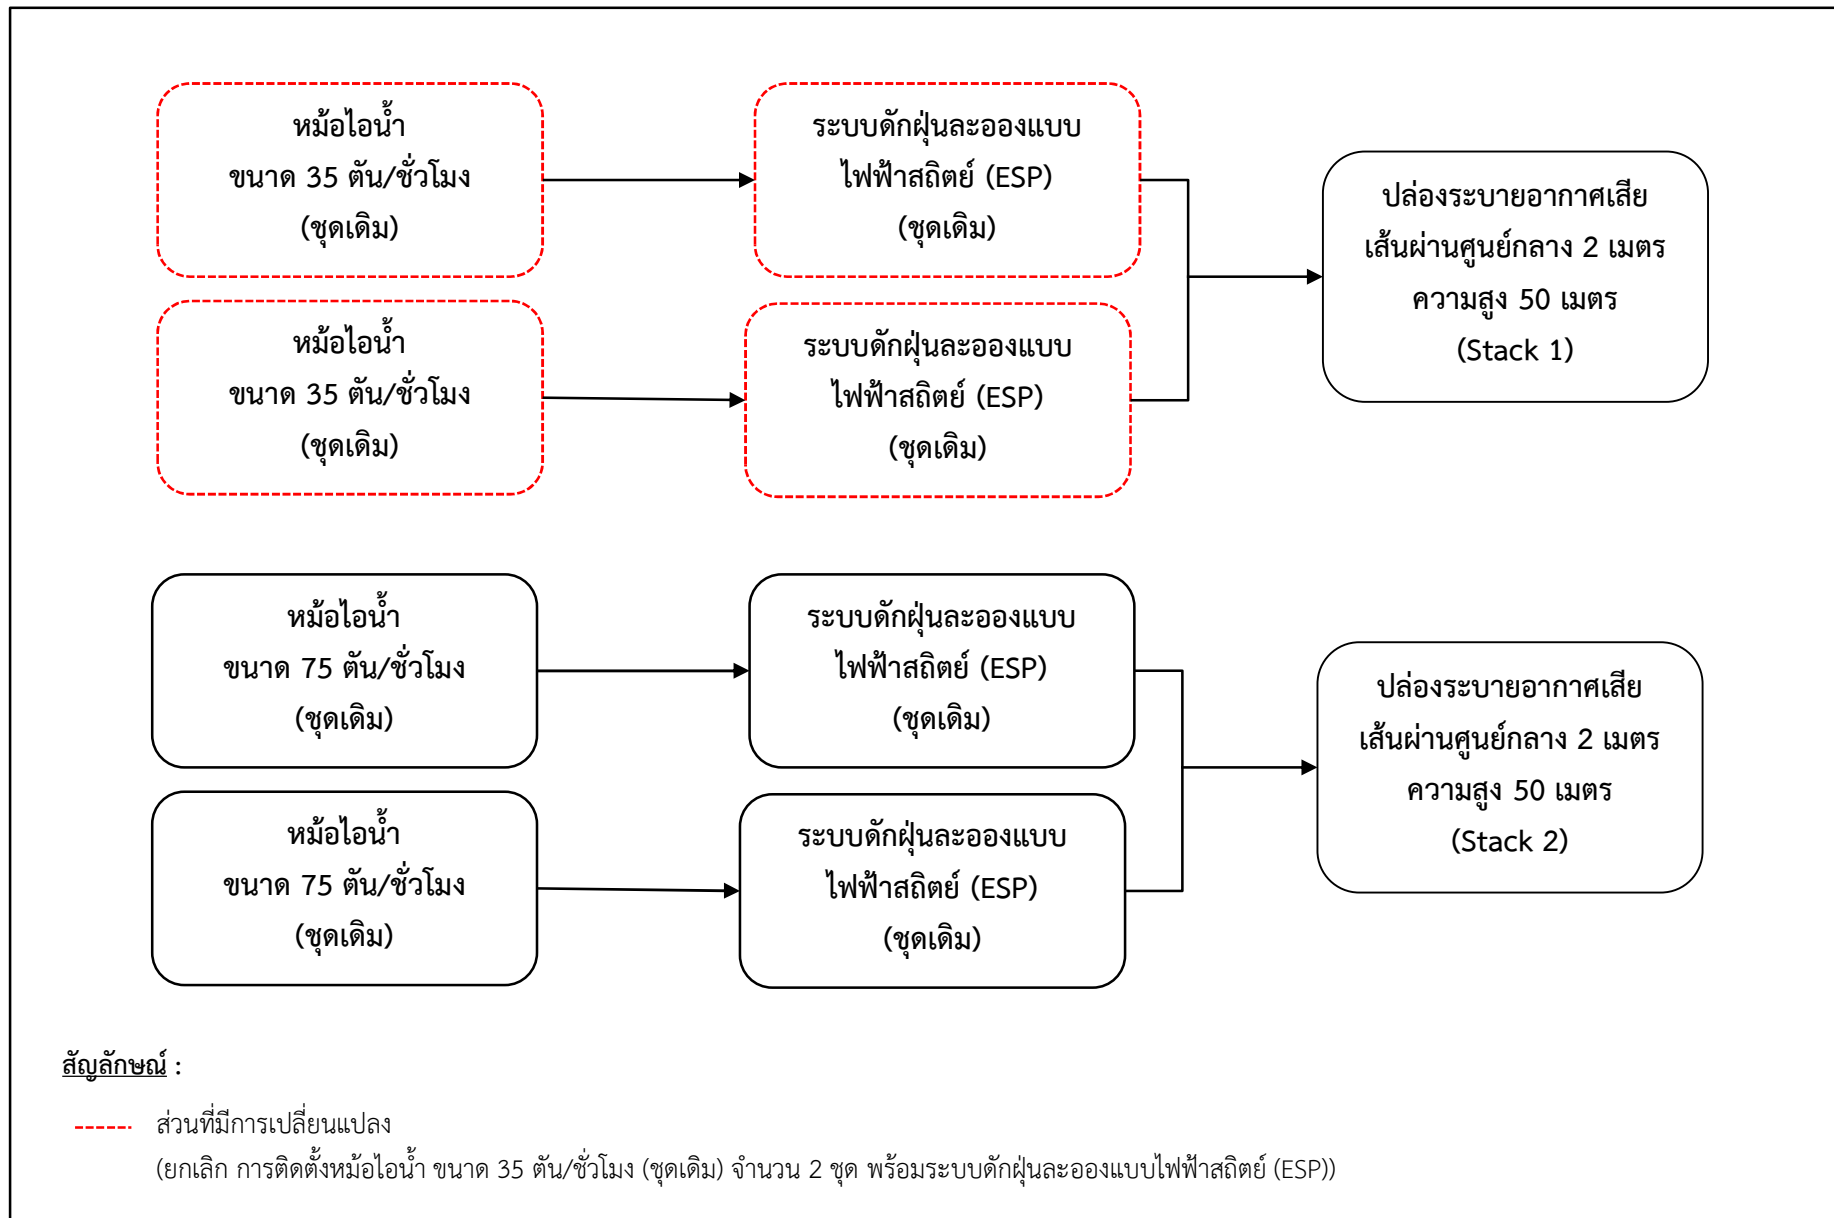 หม้อไอน้ำ
ขนาด 35 ตัน/ชั่วโมง
(ชุดเดิม)
ระบบดักฝุ่นละอองแบบ
ไฟฟ้าสถิตย์ (ESP)
(ชุดเดิม)
ปล่องระบายอากาศเสีย
เส้นผ่านศูนย์กลาง 2 เมตร
ความสูง 50 เมตร
(Stack 1)
หม้อไอน้ำ
ขนาด 35 ตัน/ชั่วโมง
(ชุดเดิม)
ระบบดักฝุ่นละอองแบบ
ไฟฟ้าสถิตย์ (ESP)
(ชุดเดิม)
หม้อไอน้ำ
ขนาด 75 ตัน/ชั่วโมง
(ชุดเดิม)
ระบบดักฝุ่นละอองแบบ
ไฟฟ้าสถิตย์ (ESP)
(ชุดเดิม)
ปล่องระบายอากาศเสีย
เส้นผ่านศูนย์กลาง 2 เมตร
ความสูง 50 เมตร
(Stack 2)
หม้อไอน้ำ
ขนาด 75 ตัน/ชั่วโมง
(ชุดเดิม)
ระบบดักฝุ่นละอองแบบ
ไฟฟ้าสถิตย์ (ESP)
(ชุดเดิม)
สัญลักษณ์ :
ส่วนที่มีการเปลี่ยนแปลง
(ยกเลิก การติดตั้งหม้อไอน้ำ ขนาด 35 ตัน/ชั่วโมง (ชุดเดิม) จำนวน 2 ชุด พร้อมระบบดักฝุ่นละอองแบบไฟฟ้าสถิตย์ (ESP))